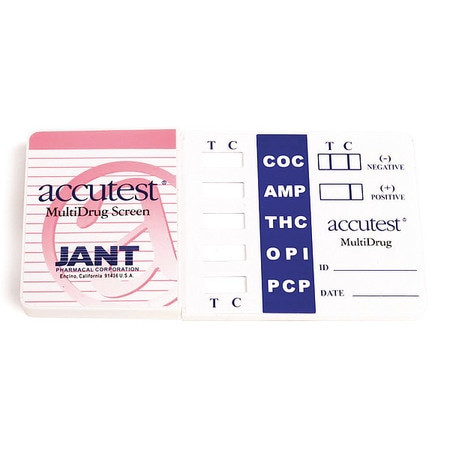 accutest®
MultiDrug Screen
JANT
PHARMACAL CORPORATION
Encino, California 91436 U.S.A.
T C
COC
AMP
THC
OPI
PCP
T C
T C
(-)
NEGATIVE
(+)
POSITIVE
accutest®
MultiDrug
ID
DATE